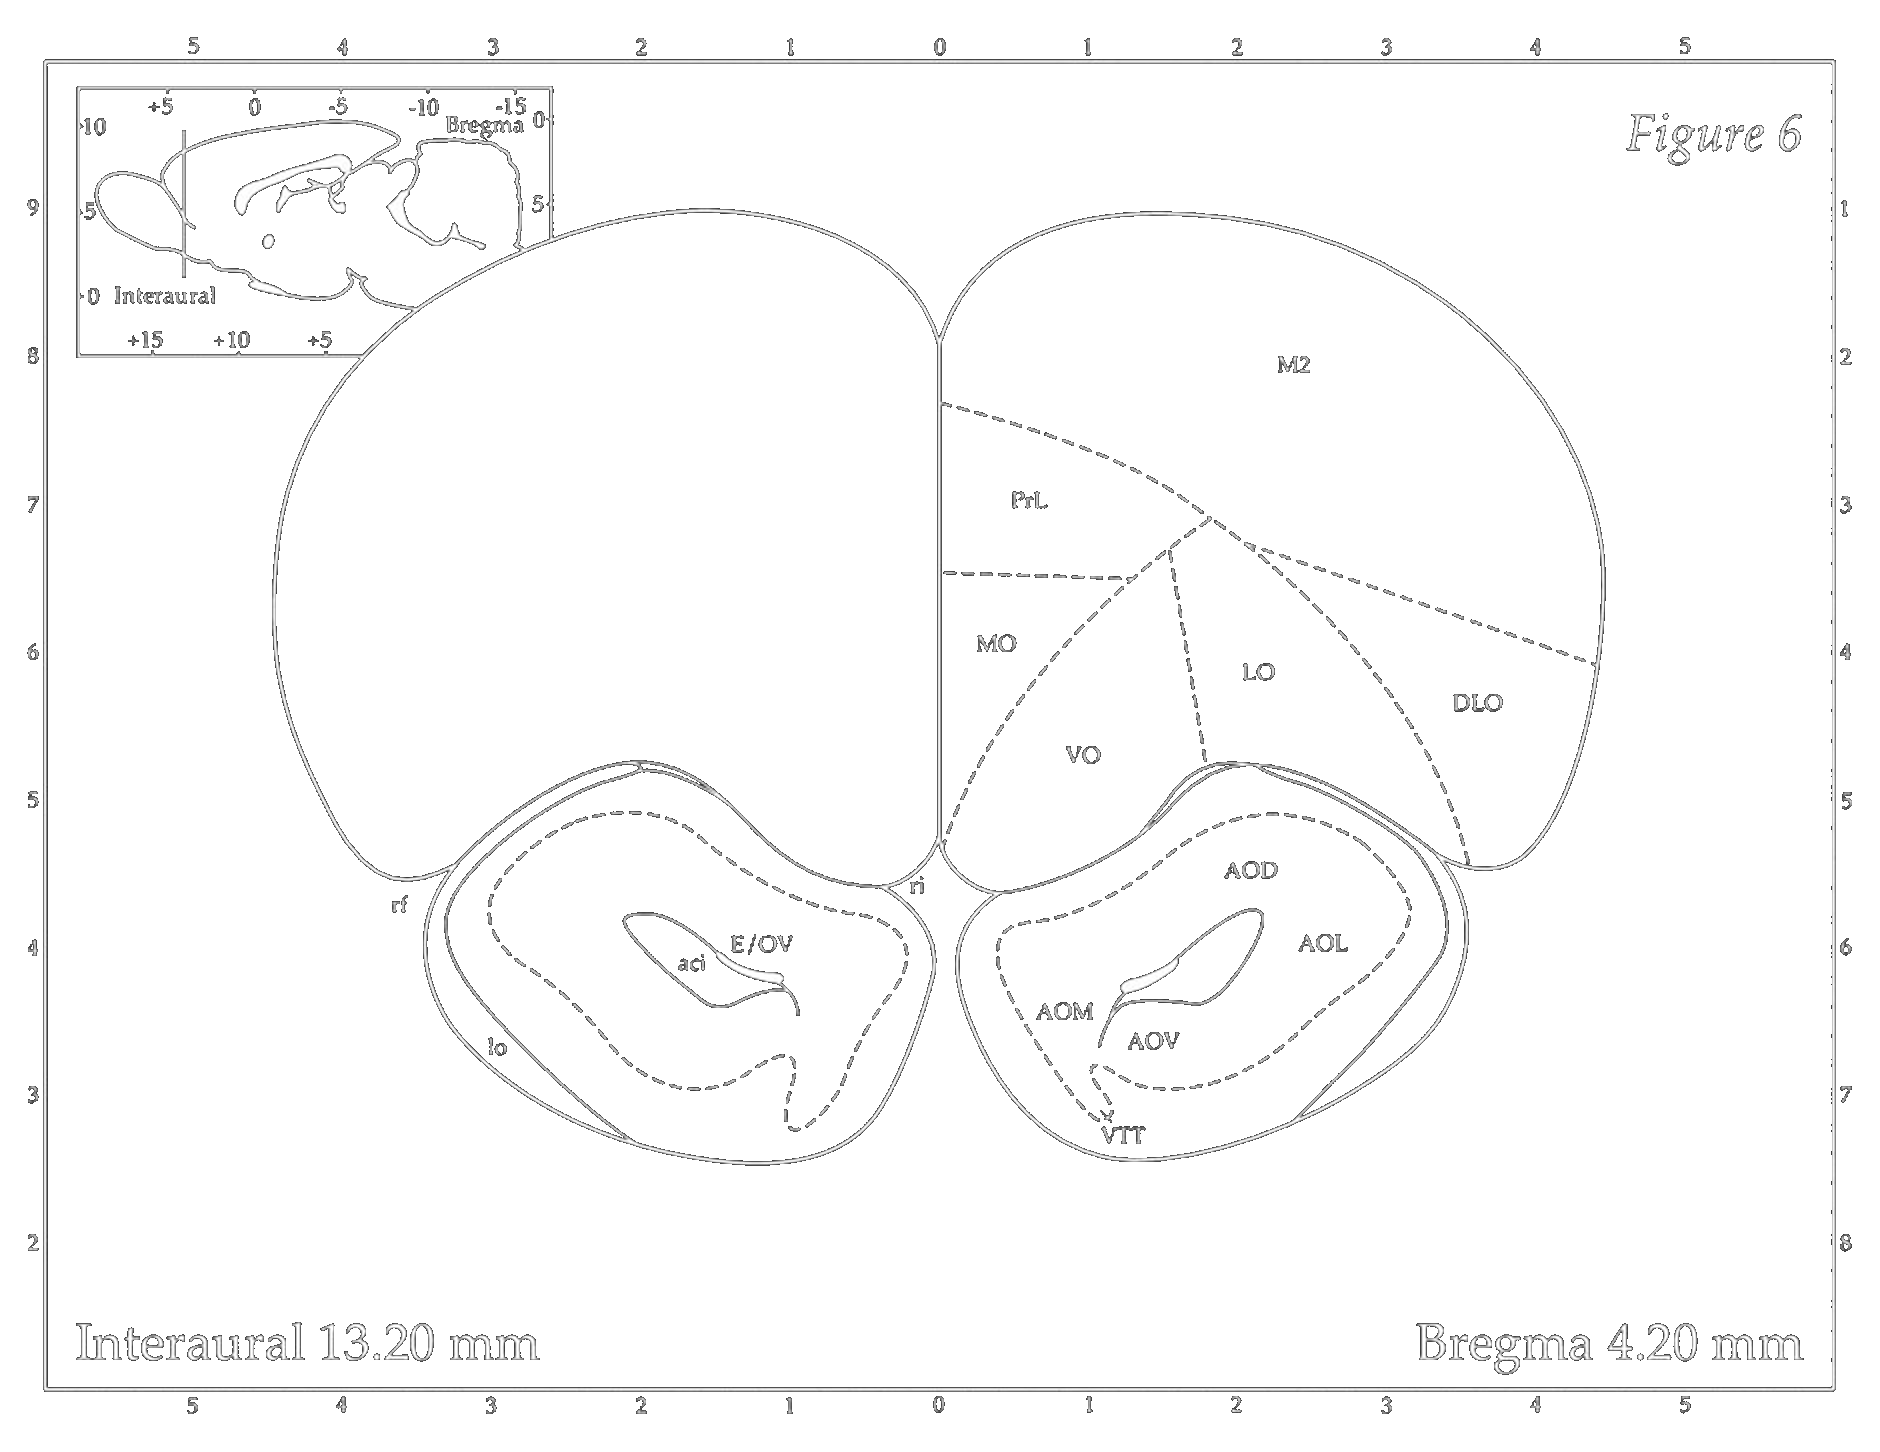 5 4 3 2 1 0 1 2 3 4 5
+5 0 -5 -10 -15
10 Bregma 0
Figure 6
9 5 5 1
0 Interaural
+15 +10 +5
8 2
M2
7 PrL 3
6 MO LO 4
DLO
VO
5 5
AOD
rf ri
4 E/OV AOL 6
aci
AOM
lo AOV
3 7
VTT
2 8
Interaural 13.20 mm Bregma 4.20 mm
5 4 3 2 1 0 1 2 3 4 5